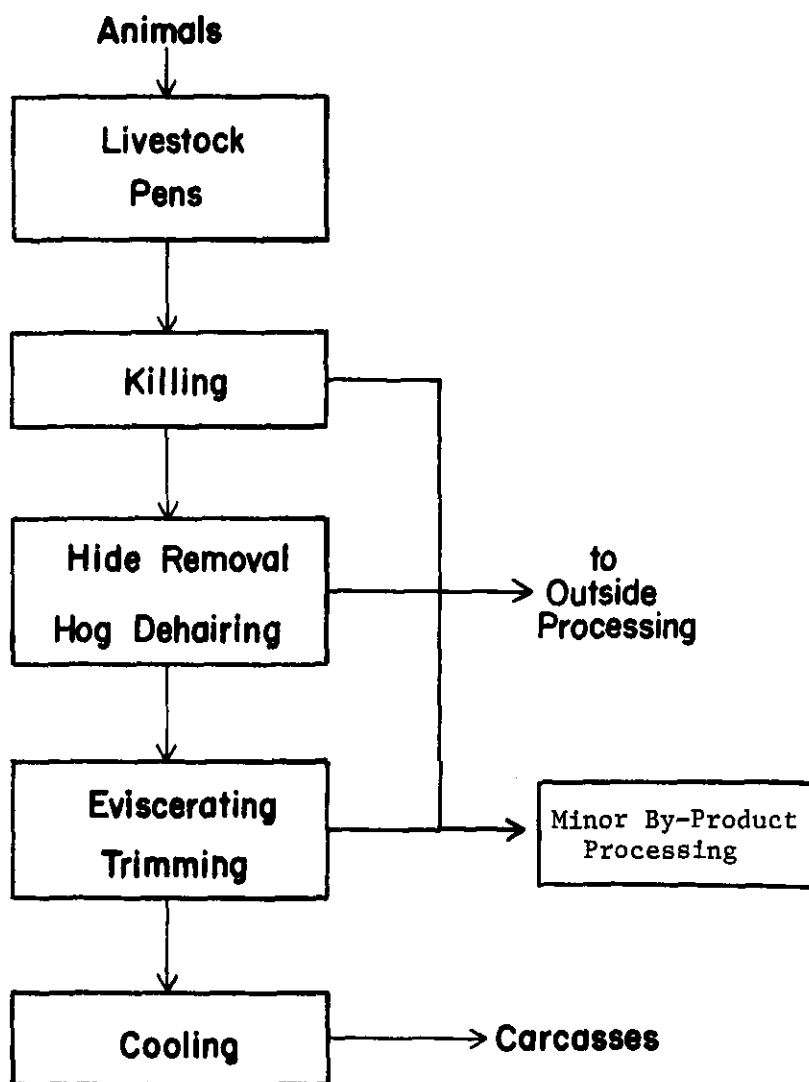 Animals
Livestock
Pens
Killing
Hide Removal
Hog Dehairing
to
Outside
Processing
Eviscerating
Trimming
Minor By-Product
Processing
Cooling
Carcasses